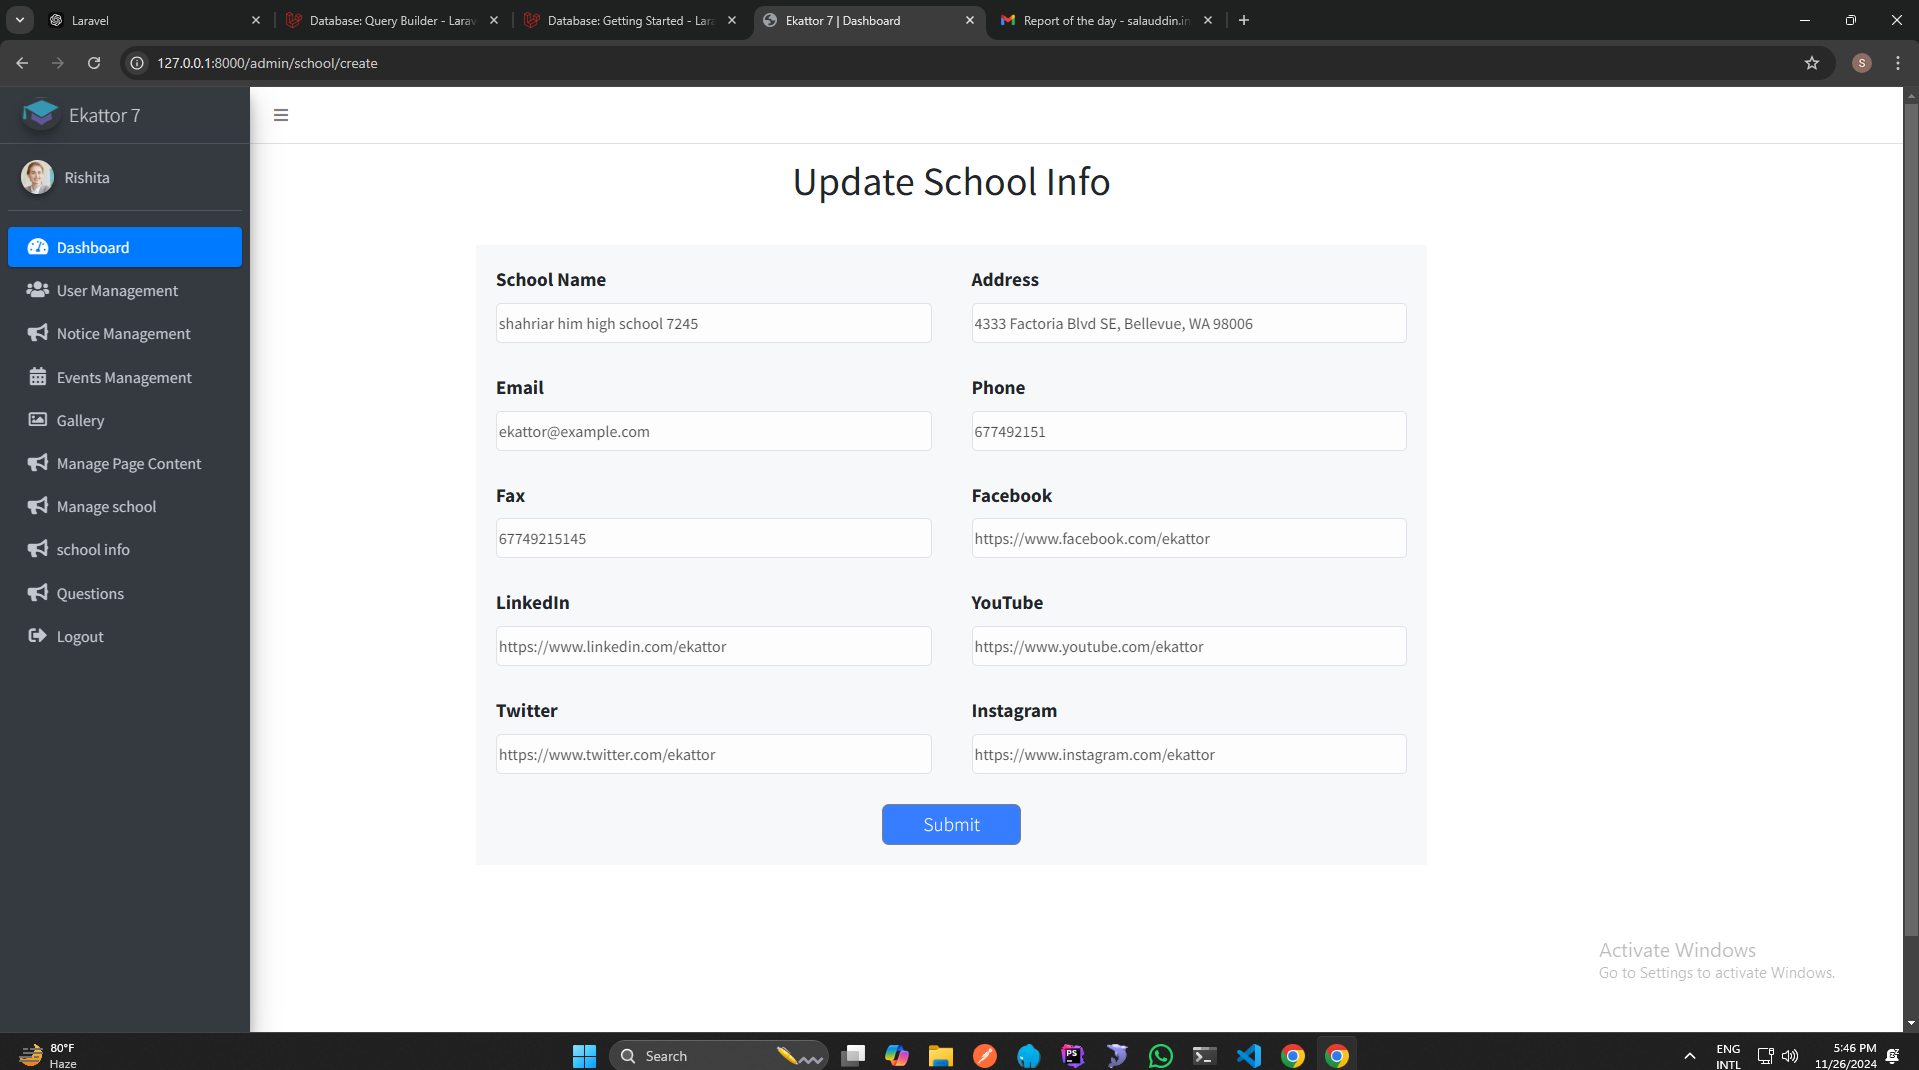 Laravel
Database: Query Builder - Larav
Database: Getting Started - Lara
Ekattor 7 | Dashboard
Report of the day - salauddin.in
127.0.0.1:8000/admin/school/create
S
Ekattor 7
Rishita
Dashboard
User Management
Notice Management
Events Management
Gallery
Manage Page Content
Manage school
school info
Questions
Logout
Update School Info
School Name
shahriar him high school 7245
Address
4333 Factoria Blvd SE, Bellevue, WA 98006
Email
ekattor@example.com
Phone
677492151
Fax
67749215145
Facebook
https://www.facebook.com/ekattor
LinkedIn
https://www.linkedin.com/ekattor
YouTube
https://www.youtube.com/ekattor
Twitter
https://www.twitter.com/ekattor
Instagram
https://www.instagram.com/ekattor
Submit
Activate Windows
Go to Settings to activate Windows.
80°F
Haze
Search
PS
ENG
INTL
5:46 PM
11/26/2024